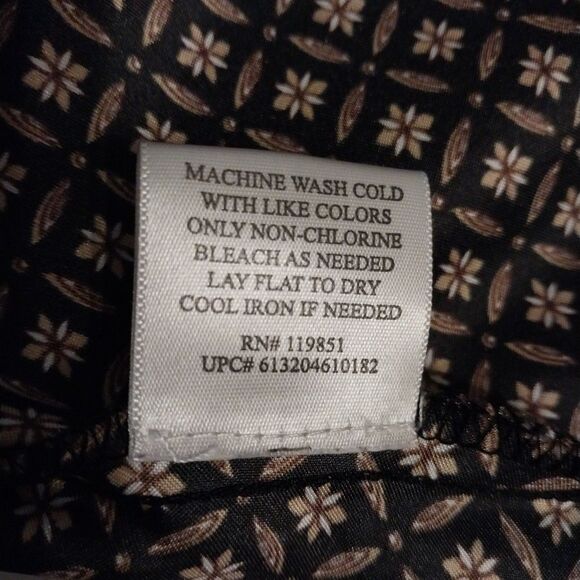 MACHINE WASH COLD
WITH LIKE COLORS
ONLY NON-CHLORINE
BLEACH AS NEEDED
LAY FLAT TO DRY
COOL IRON IF NEEDED
RN# 119851
UPC# 613204610182